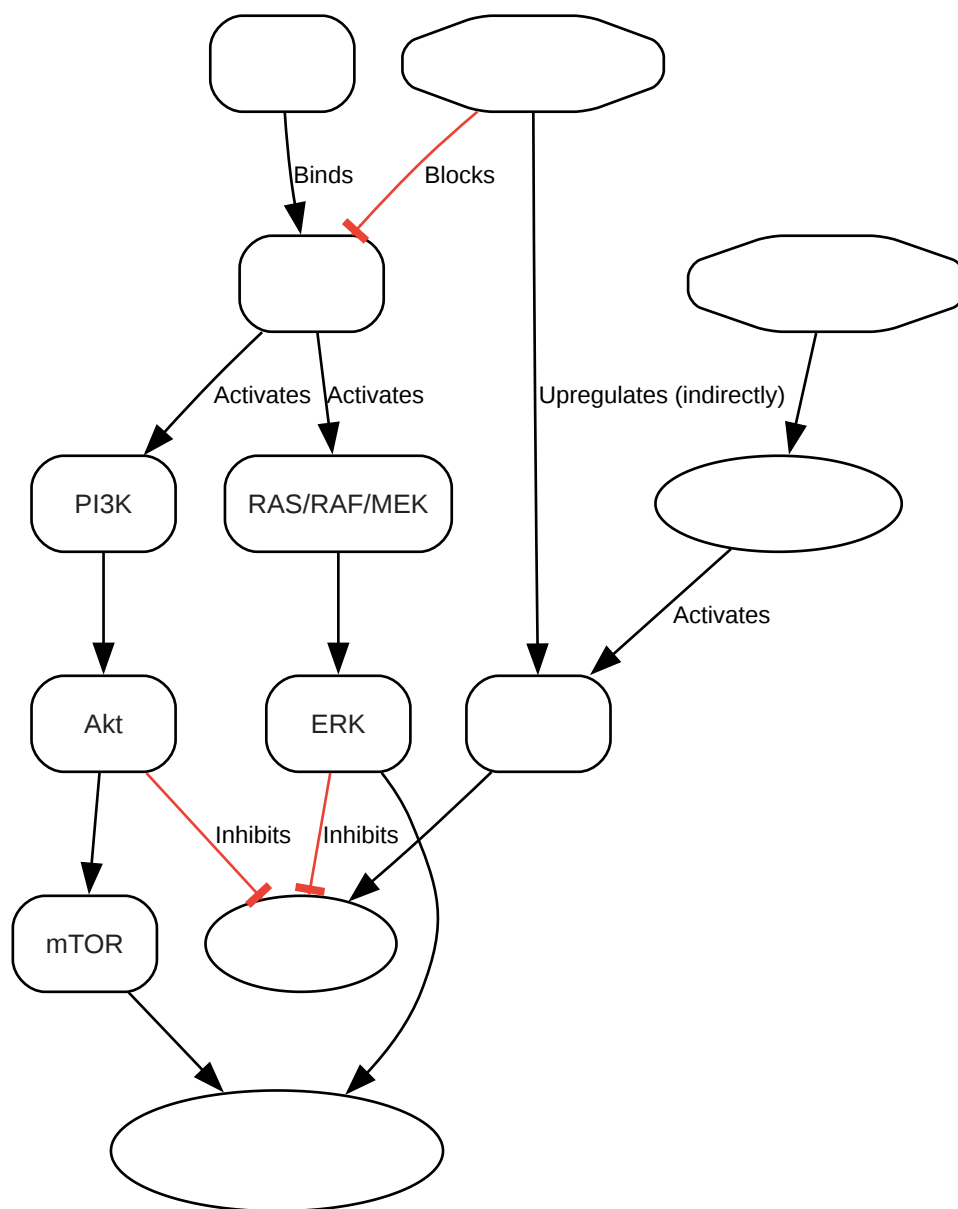 Binds
Blocks
Activates
Activates
Upregulates (indirectly)
PI3K
RAS/RAF/MEK
Activates
Akt
ERK
Inhibits
Inhibits
mTOR